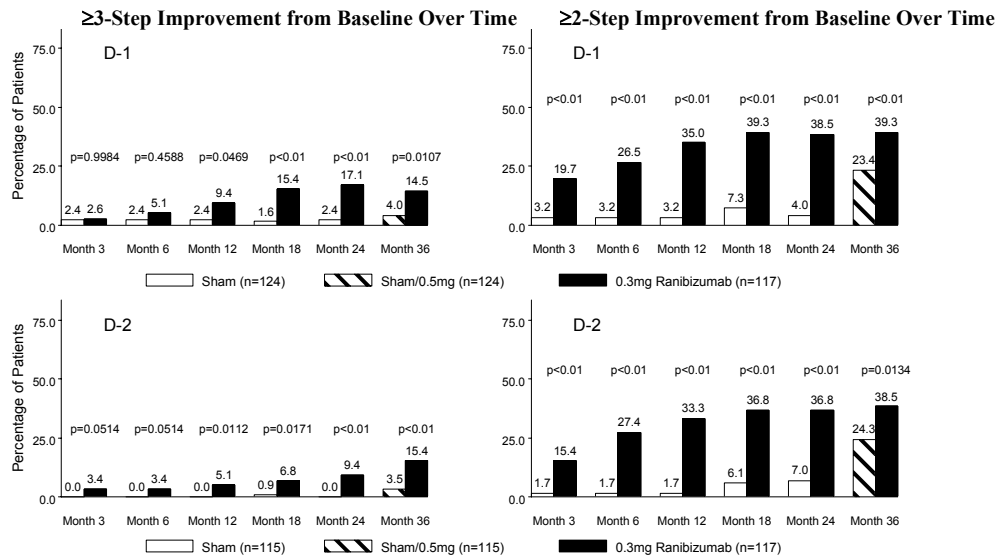 ≥3-Step Improvement from Baseline Over Time
≥2-Step Improvement from Baseline Over Time
Percentage of Patients
D-1
75.0
50.0
25.0
0.0
p=0.9984 p=0.4588 p=0.0469 p<0.01 p<0.01 p=0.0107
2.4 2.6 2.4 5.1 2.4 9.4 1.6 15.4 2.4 17.1 4.0 14.5
Month 3 Month 6 Month 12 Month 18 Month 24 Month 36
D-1
75.0
50.0
25.0
0.0
p<0.01 p<0.01 p<0.01 p<0.01 p<0.01 p<0.01
3.2 19.7 3.2 26.5 3.2 35.0 7.3 39.3 4.0 38.5 23.4 39.3
Month 3 Month 6 Month 12 Month 18 Month 24 Month 36
Sham (n=124) Sham/0.5mg (n=124) 0.3mg Ranibizumab (n=117)
Percentage of Patients
D-2
75.0
50.0
25.0
0.0
p=0.0514 p=0.0514 p=0.0112 p=0.0171 p<0.01 p<0.01
0.0 3.4 0.0 3.4 0.0 5.1 0.9 6.8 0.0 9.4 3.5 15.4
Month 3 Month 6 Month 12 Month 18 Month 24 Month 36
D-2
75.0
50.0
25.0
0.0
p<0.01 p<0.01 p<0.01 p<0.01 p<0.01 p=0.0134
1.7 15.4 1.7 27.4 1.7 33.3 6.1 36.8 7.0 36.8 24.3 38.5
Month 3 Month 6 Month 12 Month 18 Month 24 Month 36
Sham (n=115) Sham/0.5mg (n=115) 0.3mg Ranibizumab (n=117)